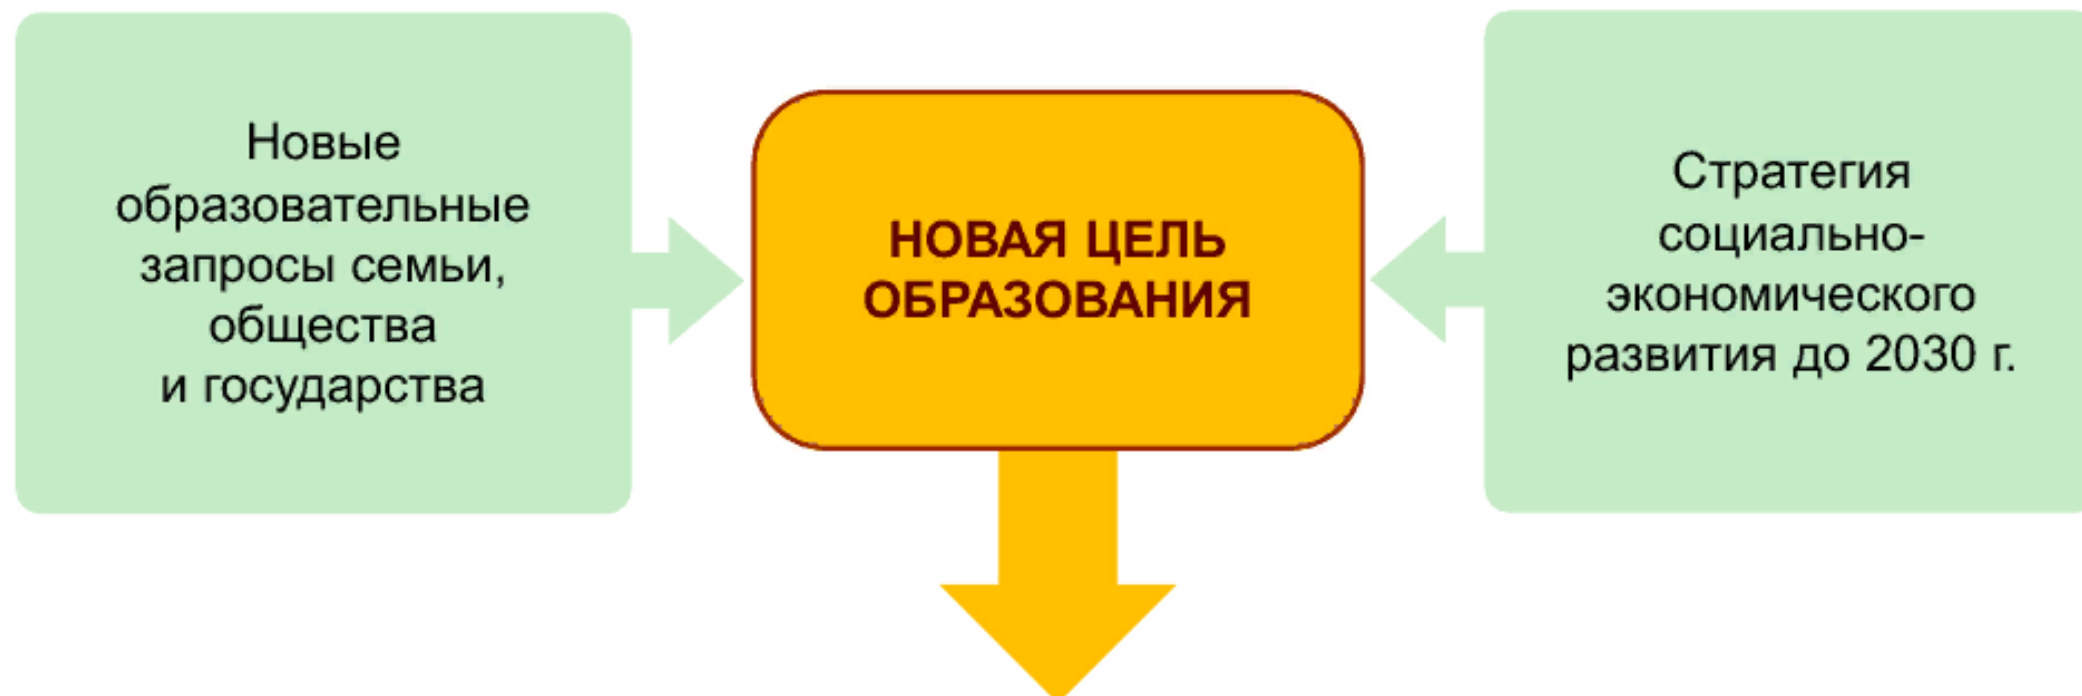 Новые
образовательные
запросы семьи,
общества
и государства
НОВАЯ ЦЕЛЬ
ОБРАЗОВАНИЯ
Стратегия
социально-
экономического
развития до 2030 г.